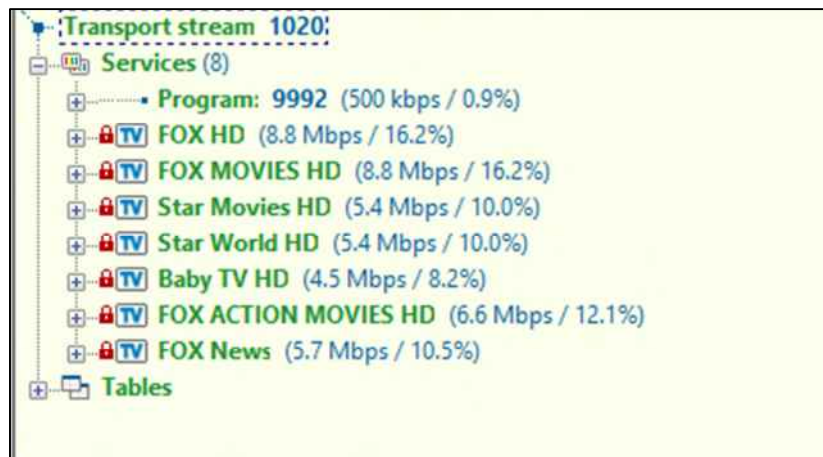 Transport stream 1020
Services (8)
Program: 9992 (500 kbps / 0.9%)
TV FOX HD (8.8 Mbps / 16.2%)
TV FOX MOVIES HD (8.8 Mbps / 16.2%)
TV Star Movies HD (5.4 Mbps / 10.0%)
TV Star World HD (5.4 Mbps / 10.0%)
TV Baby TV HD (4.5 Mbps / 8.2%)
TV FOX ACTION MOVIES HD (6.6 Mbps / 12.1%)
TV FOX News (5.7 Mbps / 10.5%)
Tables